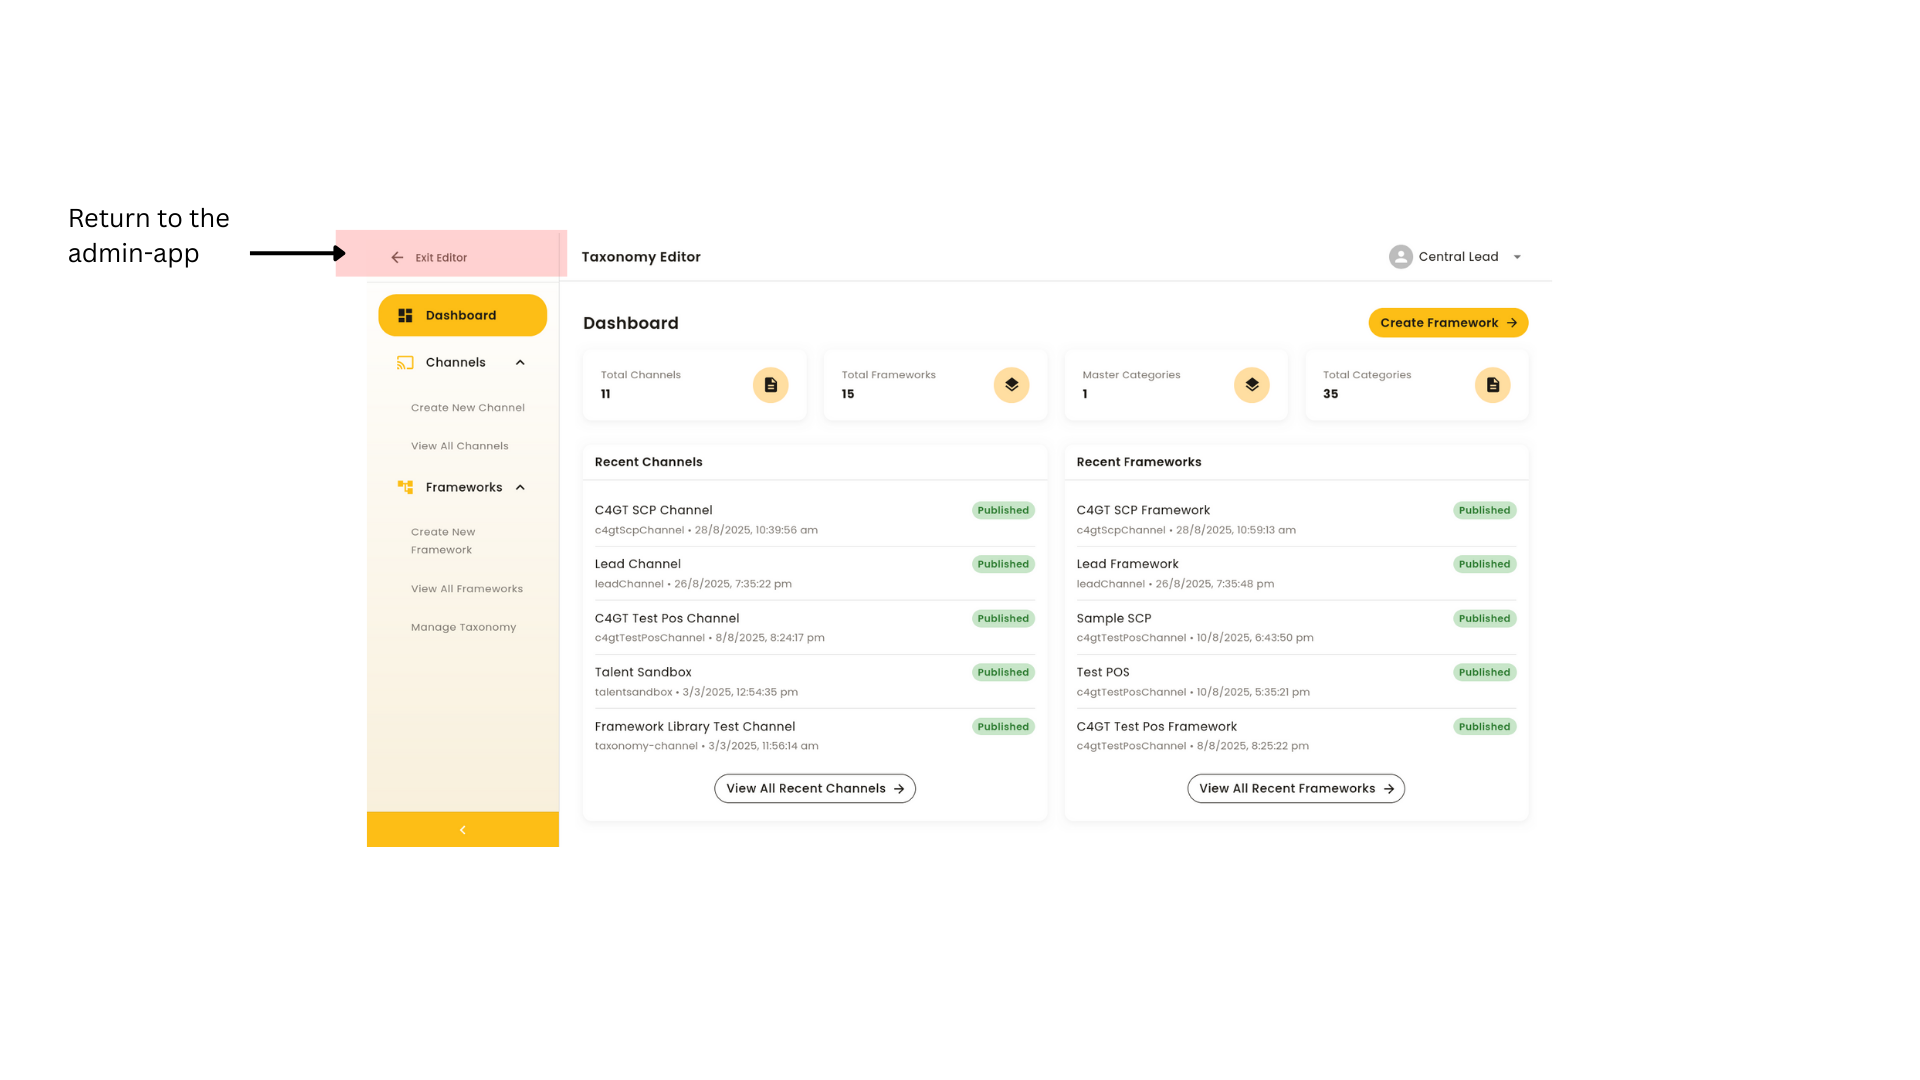 Return to the
admin-app
Exit Editor
Taxonomy Editor
Central Lead
Dashboard
Channels
Create New Channel
View All Channels
Frameworks
Create New
Framework
View All Frameworks
Manage Taxonomy
Dashboard
Create Framework
Total Channels
11
Total Frameworks
15
Master Categories
1
Total Categories
35
Recent Channels
C4GT SCP Channel
Published
c4gtScpChannel • 28/8/2025, 10:39:56 am
Lead Channel
Published
leadChannel • 26/8/2025, 7:35:22 pm
C4GT Test Pos Channel
Published
c4gtTestPosChannel • 8/8/2025, 8:24:17 pm
Talent Sandbox
Published
talentsandbox • 3/3/2025, 12:54:35 pm
Framework Library Test Channel
Published
taxonomy-channel • 3/3/2025, 11:56:14 am
View All Recent Channels
Recent Frameworks
C4GT SCP Framework
Published
c4gtScpChannel • 28/8/2025, 10:59:13 am
Lead Framework
Published
leadChannel • 26/8/2025, 7:35:48 pm
Sample SCP
Published
c4gtTestPosChannel • 10/8/2025, 6:43:50 pm
Test POS
Published
c4gtTestPosChannel • 10/8/2025, 5:35:21 pm
C4GT Test Pos Framework
Published
c4gtTestPosChannel • 8/8/2025, 8:25:22 pm
View All Recent Frameworks